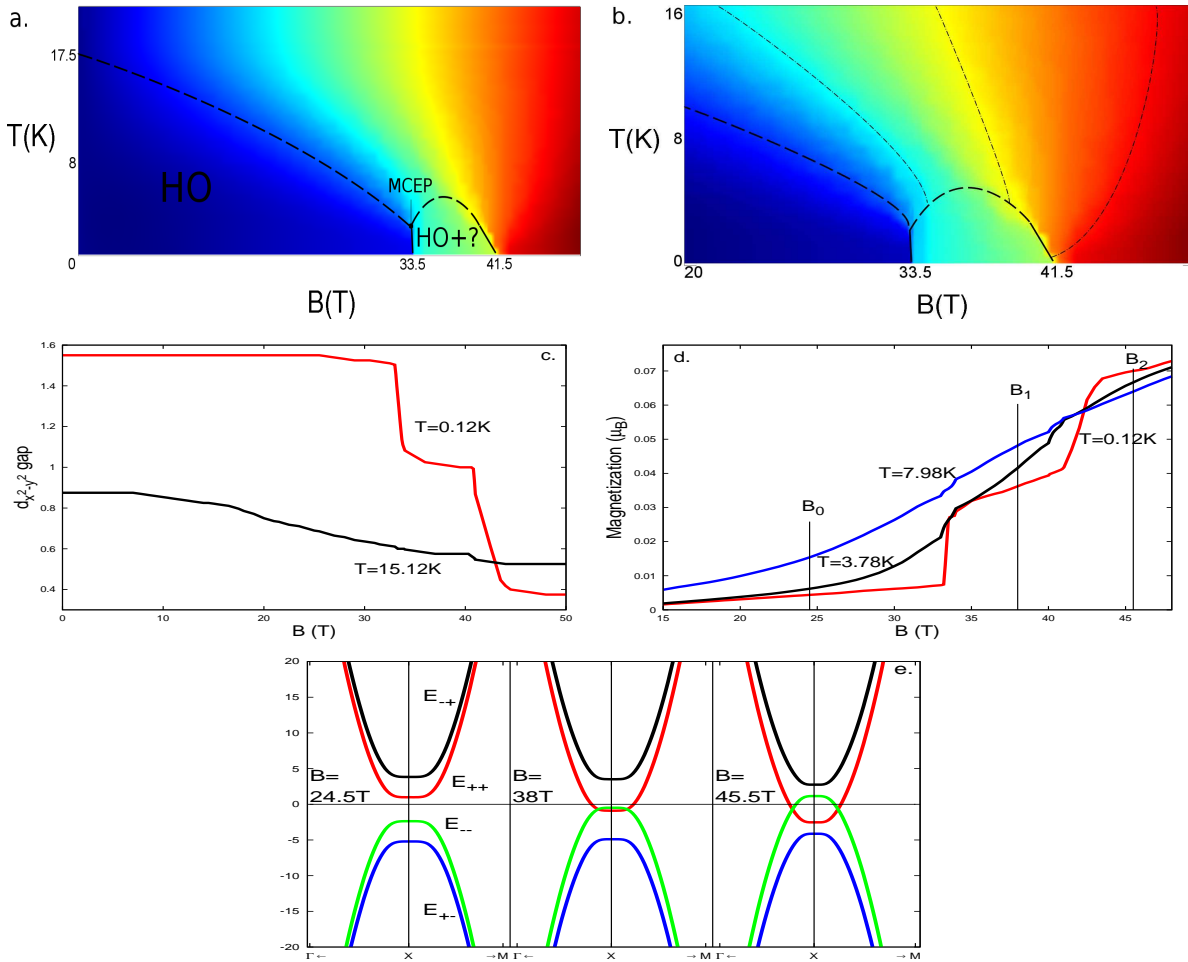 a.
17.5
T(K)
8
HO
MCEP
HO+?
0
33.5
41.5
B(T)
b.
16
T(K)
8
0
20
33.5
41.5
B(T)
c.
1.6
1.4
1.2
1
0.8
0.6
0.4
dx²-y² gap
T=0.12K
T=15.12K
0
10
20
30
40
50
B (T)
d.
0.07
0.06
0.05
0.04
0.03
0.02
0.01
0
Magnetization (μB)
B0
B1
B2
T=7.98K
T=3.78K
T=0.12K
15
20
25
30
35
40
45
B (T)
e.
20
15
10
5
0
-5
-10
-15
-20
B=
24.5T
E-+
E++
E--
E+-
B=
38T
B=
45.5T
Γ ← X → M
Γ ← X → M
Γ ← X → M